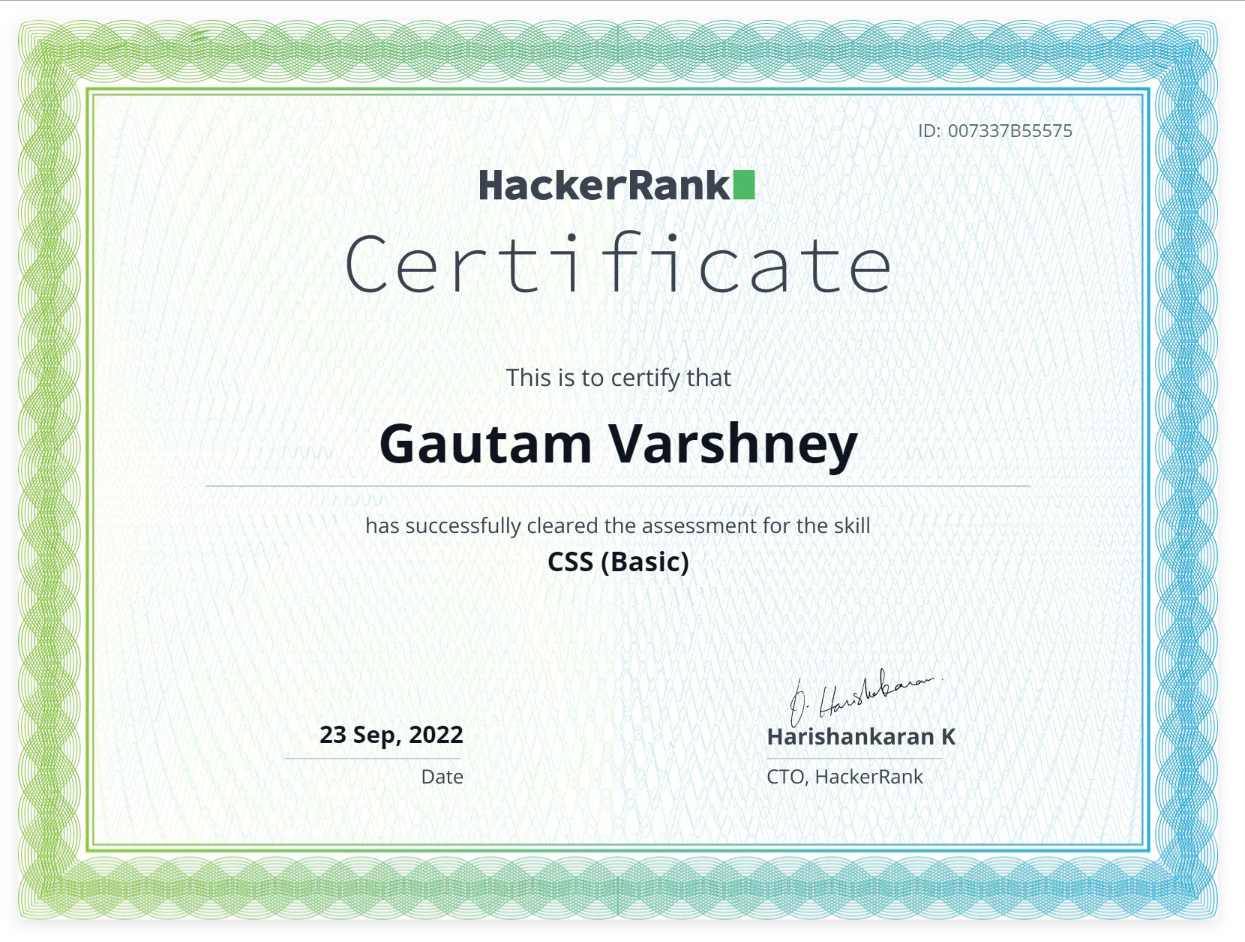 ID: 007337B55575
HackerRank
Certificate
This is to certify that
Gautam Varshney
has successfully cleared the assessment for the skill
CSS (Basic)
23 Sep, 2022
Date
Harishankaran K
CTO, HackerRank